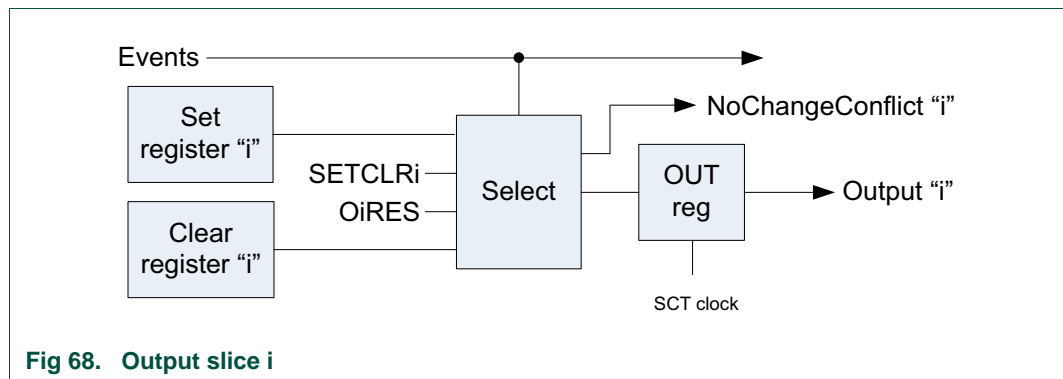 Events
Set
register “i”
SETCLRi
OiRES
Clear
register “i”
Select
NoChangeConflict “i”
OUT
reg
Output “i”
SCT clock
Fig 68. Output slice i